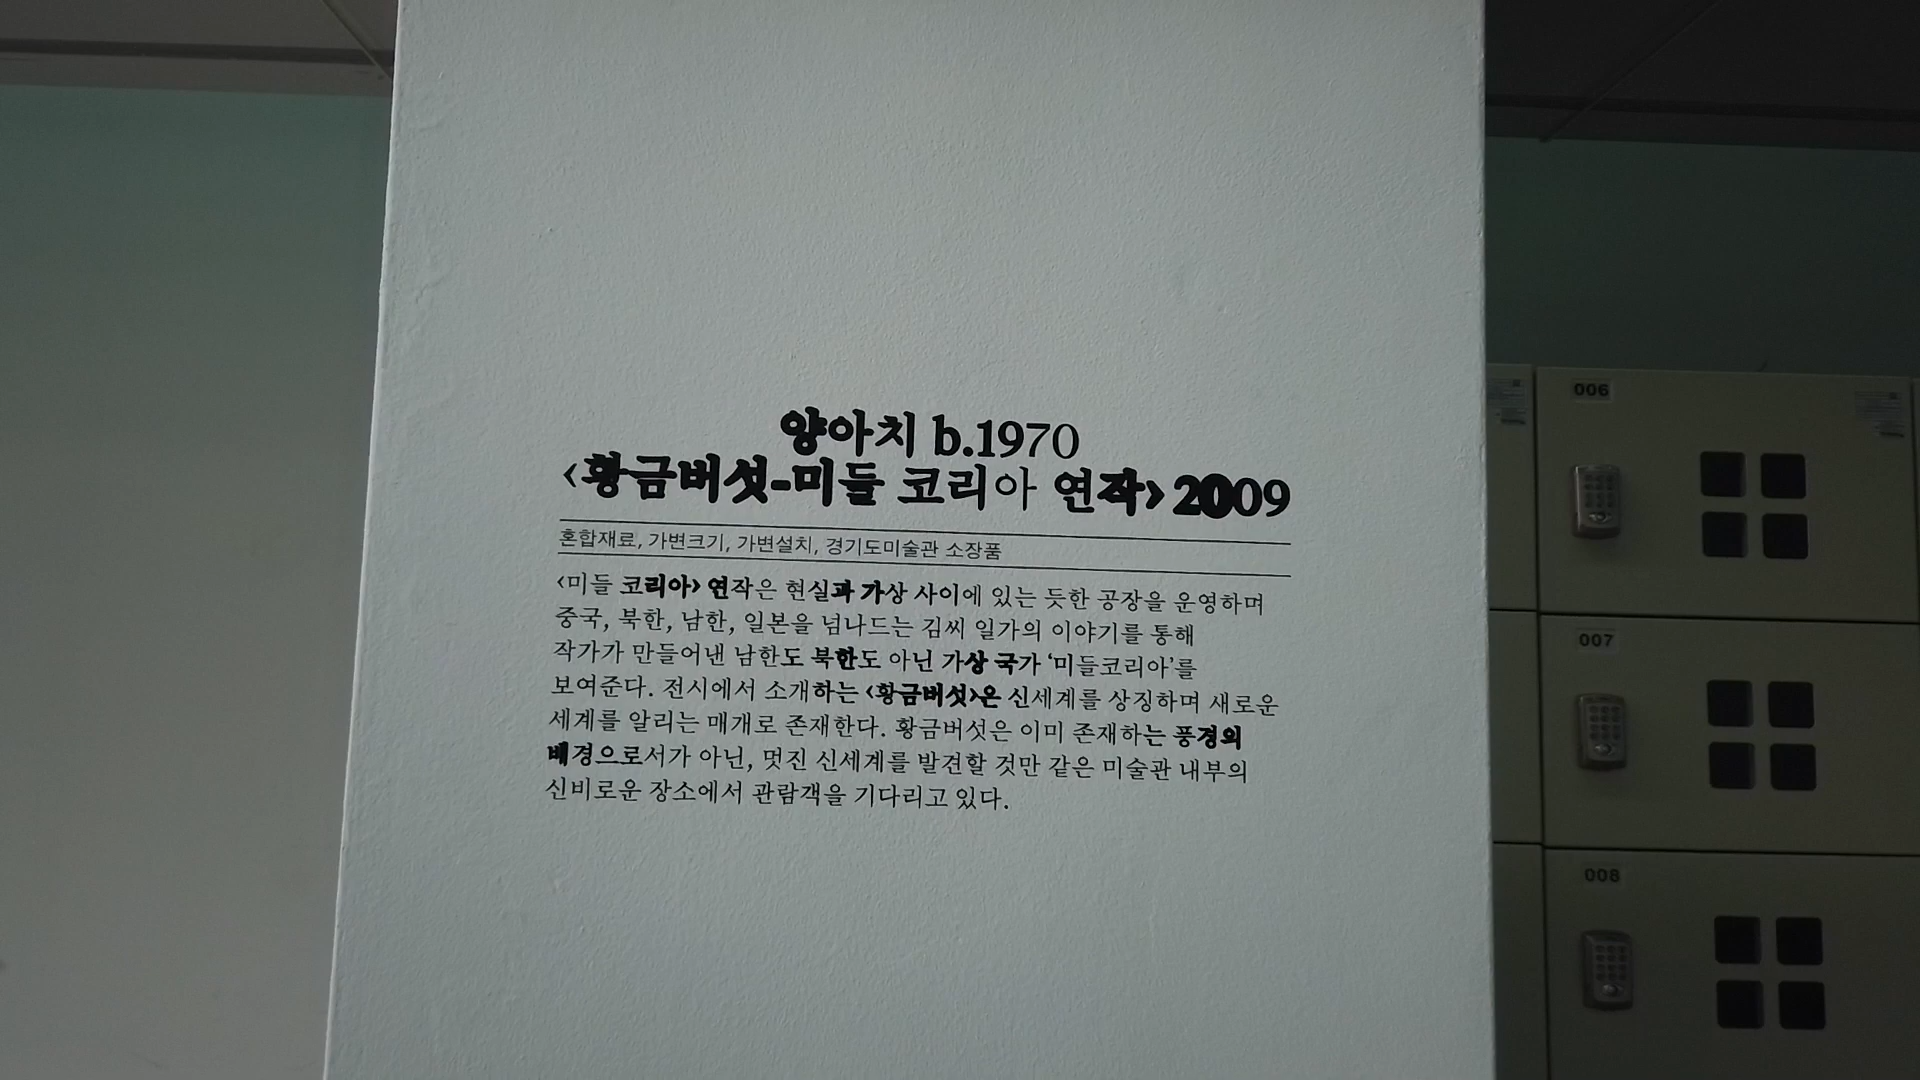 양아치 b.1970
<황금버섯-미들 코리아 연작> 2009
혼합재료, 가변크기, 가변설치, 경기도미술관 소장품
<미들 코리아> 연작은 현실과 가상 사이에 있는 듯한 공장을 운영하며
중국, 북한, 남한, 일본을 넘나드는 김씨 일가의 이야기를 통해
작가가 만들어낸 남한도 북한도 아닌 가상 국가 ‘미들코리아’를
보여준다. 전시에서 소개하는 <황금버섯>은 신세계를 상징하며 새로운
세계를 알리는 매개로 존재한다. 황금버섯은 이미 존재하는 풍경의
배경으로서가 아닌, 멋진 신세계를 발견할 것만 같은 미술관 내부의
신비로운 장소에서 관람객을 기다리고 있다.
006
007
008